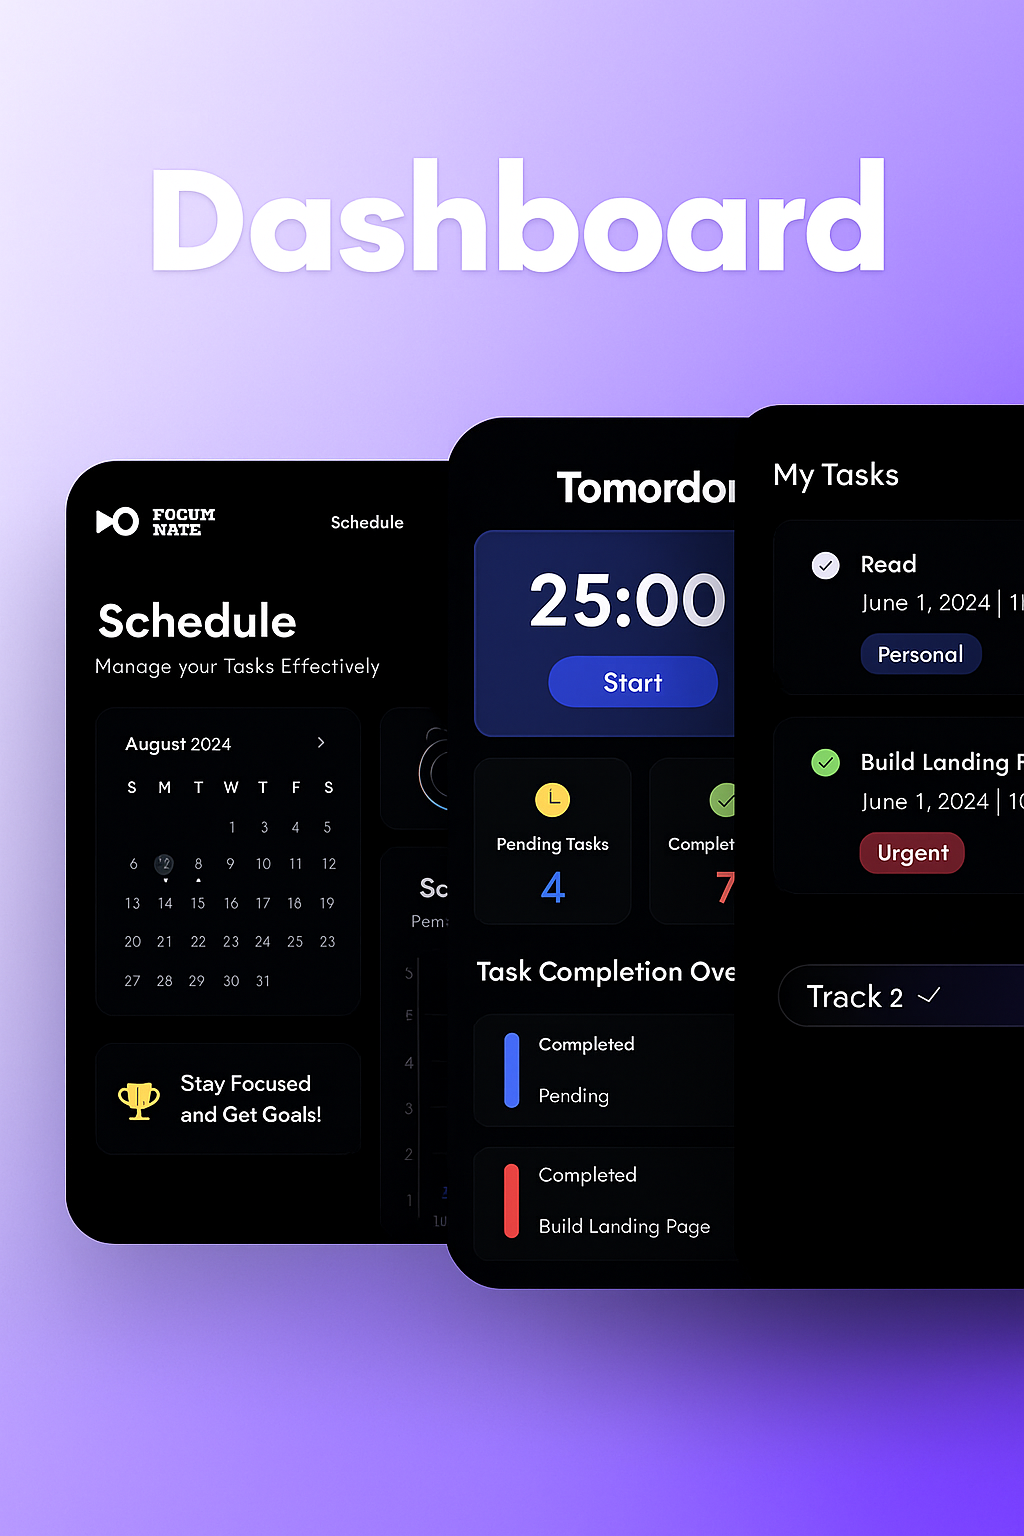 Dashboard
FOCUM
NATE
Schedule
Schedule
Manage your Tasks Effectively
August 2024
S M T W T F S
1 3 4 5
6 12 8 9 10 11 12
13 14 15 16 17 18 19
20 21 22 23 24 25 23
27 28 29 30 31
Stay Focused
and Get Goals!
Sc
Pem
5
E
4
3
2
1
Tomordor
25:00
Start
Pending Tasks
4
Complet
7
Task Completion Ove
Completed
Pending
Completed
Build Landing Page
My Tasks
Read
June 1, 2024 | 1
Personal
Build Landing
June 1, 2024 | 10
Urgent
Track 2